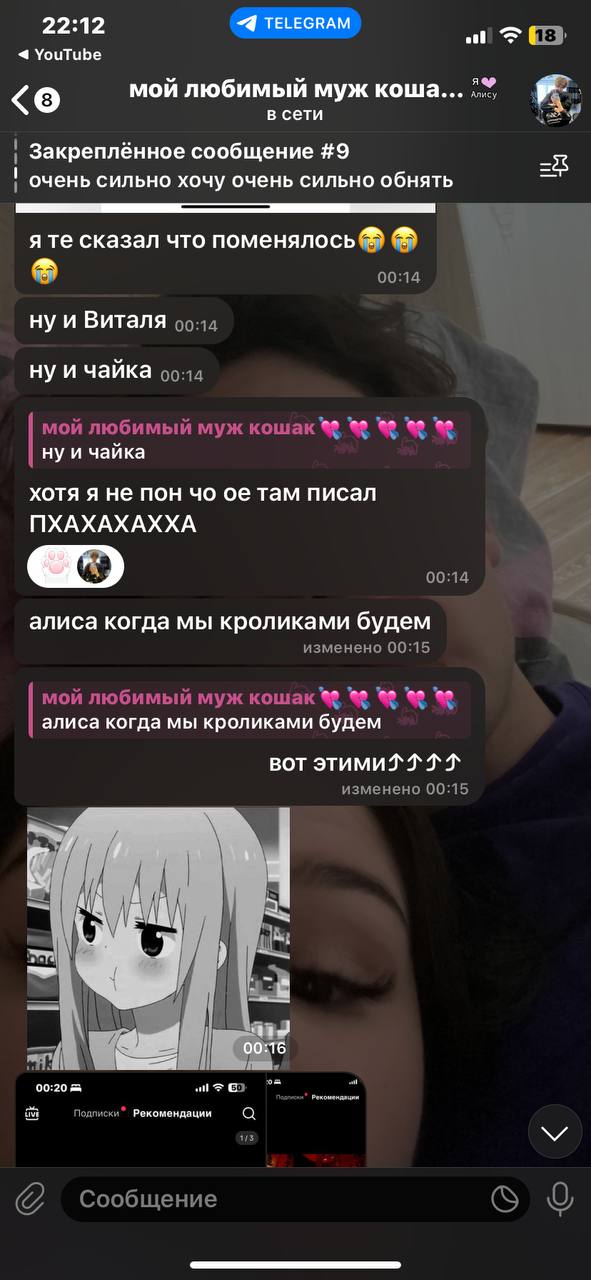 22:12
TELEGRAM
18
◀ YouTube
8
мой любимый муж коша...
Я❤
Алису
в сети
Закреплённое сообщение #9
очень сильно хочу очень сильно обнять
я те сказал что поменялось😭😭
😭
00:14
ну и Виталя 00:14
ну и чайка 00:14
мой любимый муж кошак💘💘💘💘💘
ну и чайка
хотя я не пон чо ое там писал
ПХАХАХАХХА
00:14
алиса когда мы кроликами будем
изменено 00:15
мой любимый муж кошак💘💘💘💘💘
алиса когда мы кроликами будем
вот этими⤴⤴⤴⤴
изменено 00:15
00:16
00:20
50
LIVE
Подписки Рекомендации
Подписки Рекомендации
1/3
Сообщение